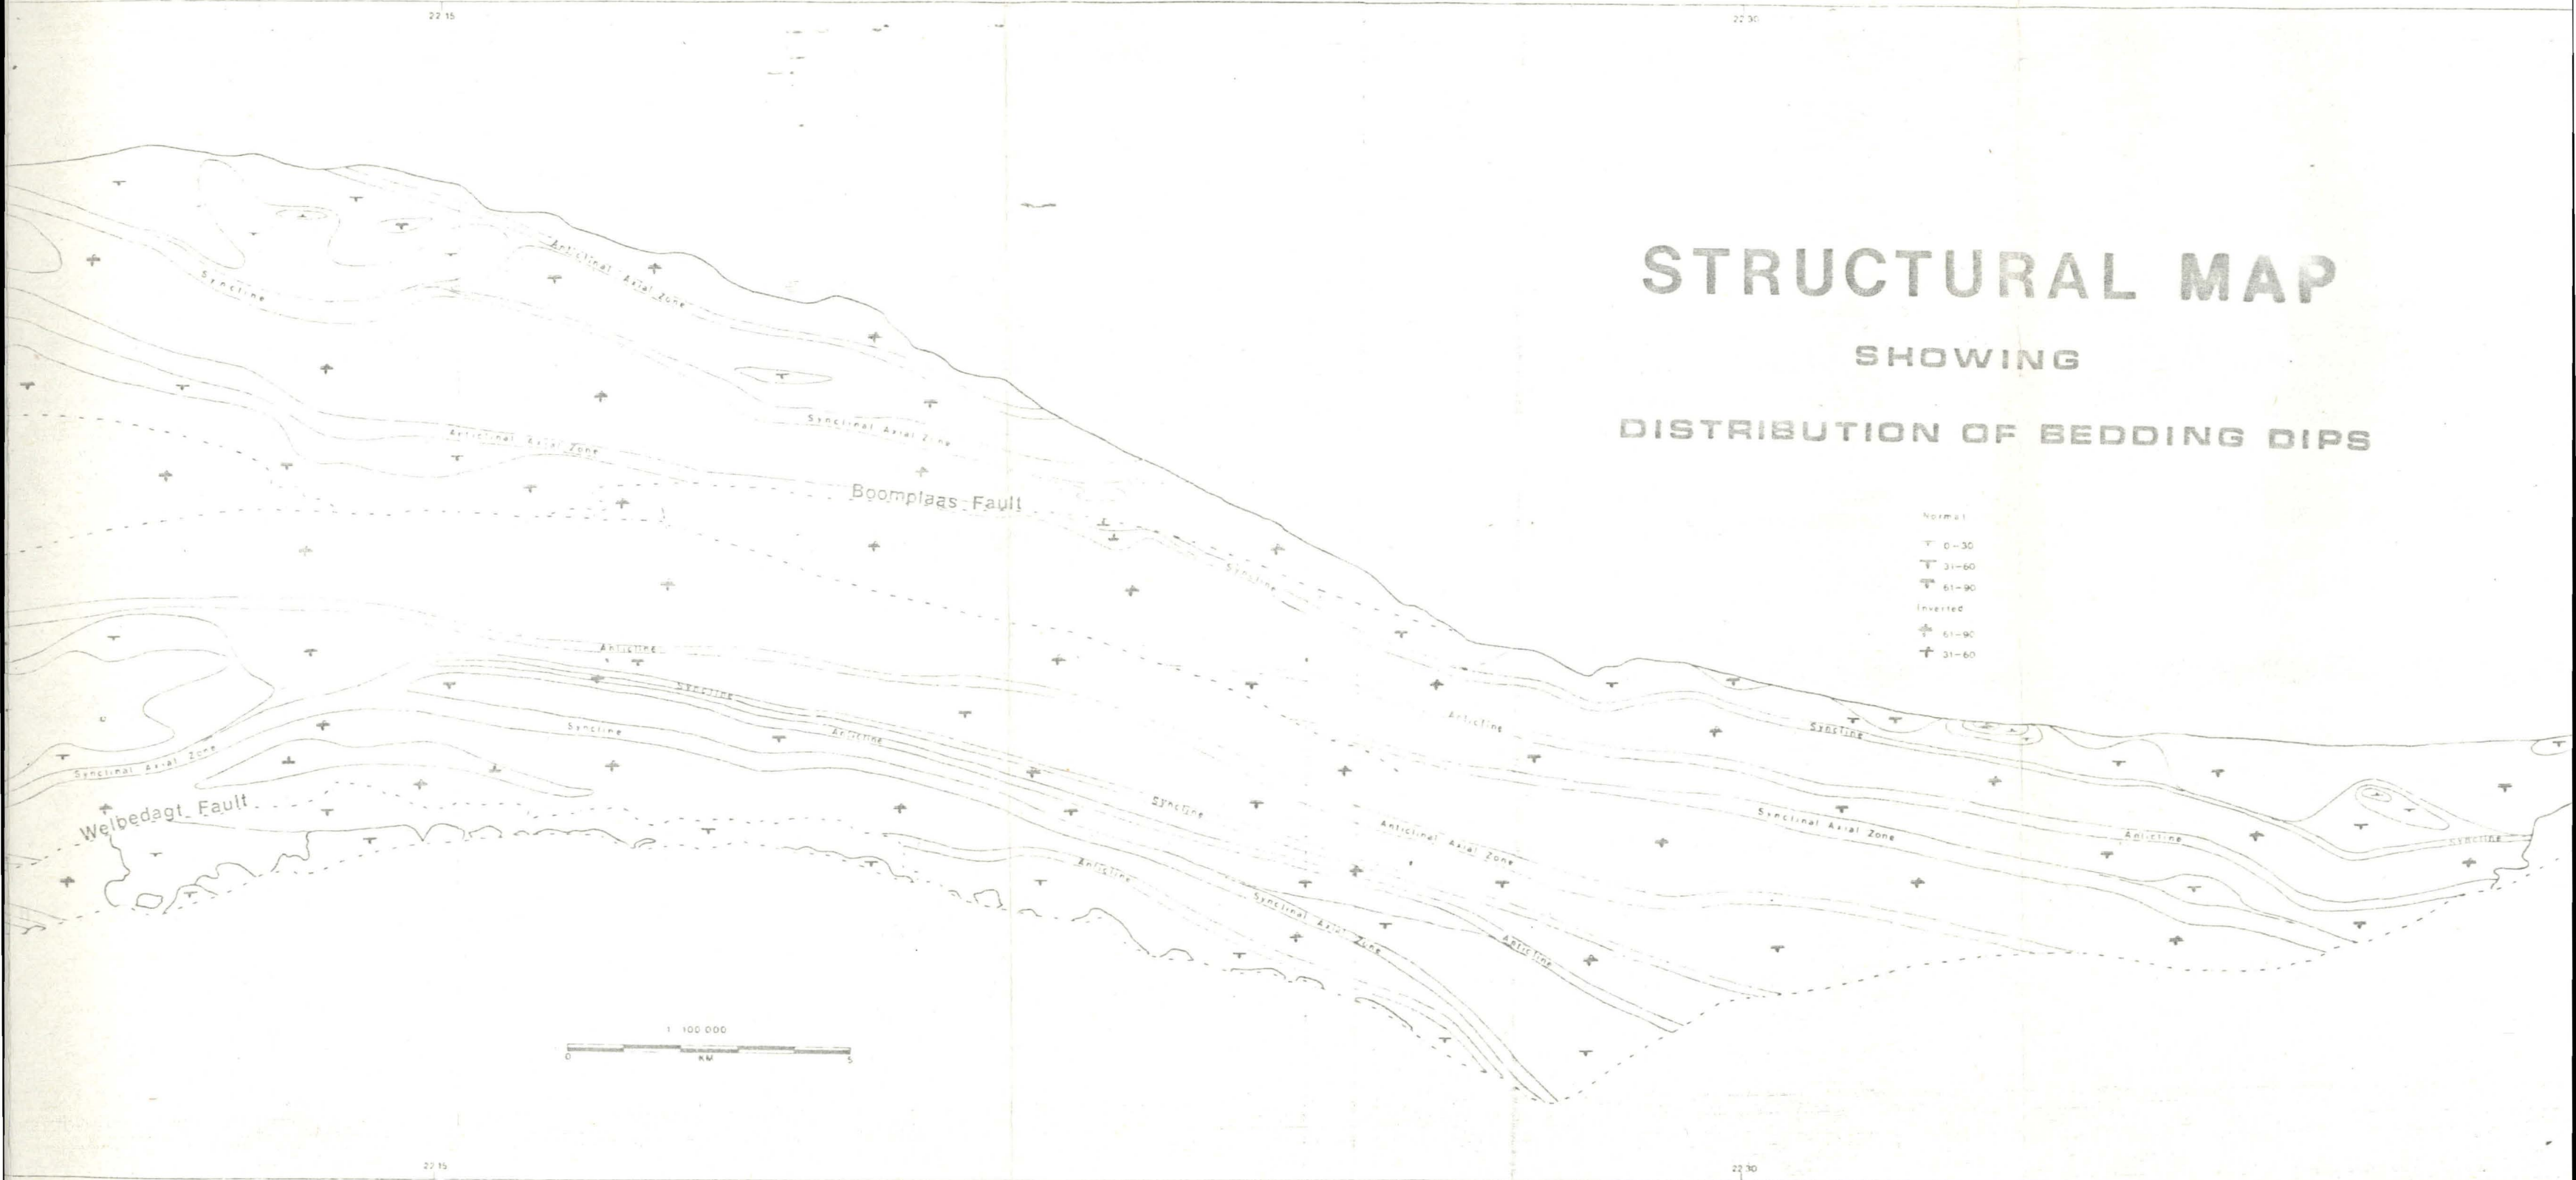 22 15
22 30
STRUCTURAL MAP
SHOWING
DISTRIBUTION OF BEDDING DIPS
Normal
0-30
31-60
61-90
Inverted
61-90
31-60
Anticlinal Axial Zone
Syncline
Synclinal Axial Zone
Anticlinal Axial Zone
Boomplaas Fault
Syncline
Anticline
Syncline
Syncline
Anticline
Anticline
Syncline
Synclinal Axial Zone
Welbedagt Fault
Syncline
Anticlinal Axial Zone
Synclinal Axial Zone
Anticline
Syncline
Anticline
Synclinal Axial Zone
Anticline
1 100 000
0
KM
5
22 15
22 30